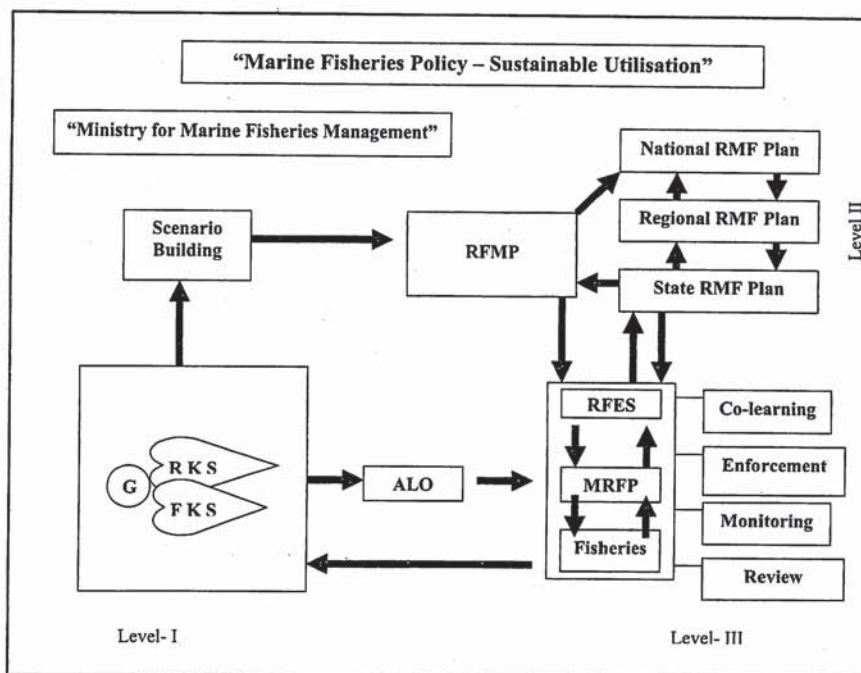 “Marine Fisheries Policy – Sustainable Utilisation”
“Ministry for Marine Fisheries Management”
National RMF Plan
Scenario
Building
RFMP
Regional RMF Plan
Level II
State RMF Plan
RFES
Co-learning
R K S
G
F K S
ALO
MRFP
Enforcement
Monitoring
Fisheries
Review
Level- I
Level- III